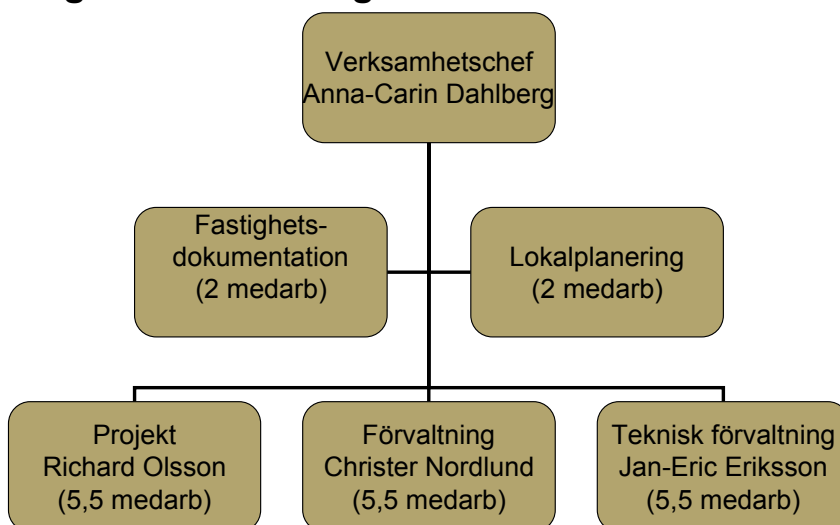 Verksamhetschef
Anna-Carin Dahlberg
Fastighets-
dokumentation
(2 medarb)
Lokalplanering
(2 medarb)
Projekt
Richard Olsson
(5,5 medarb)
Förvaltning
Christer Nordlund
(5,5 medarb)
Teknisk förvaltning
Jan-Eric Eriksson
(5,5 medarb)